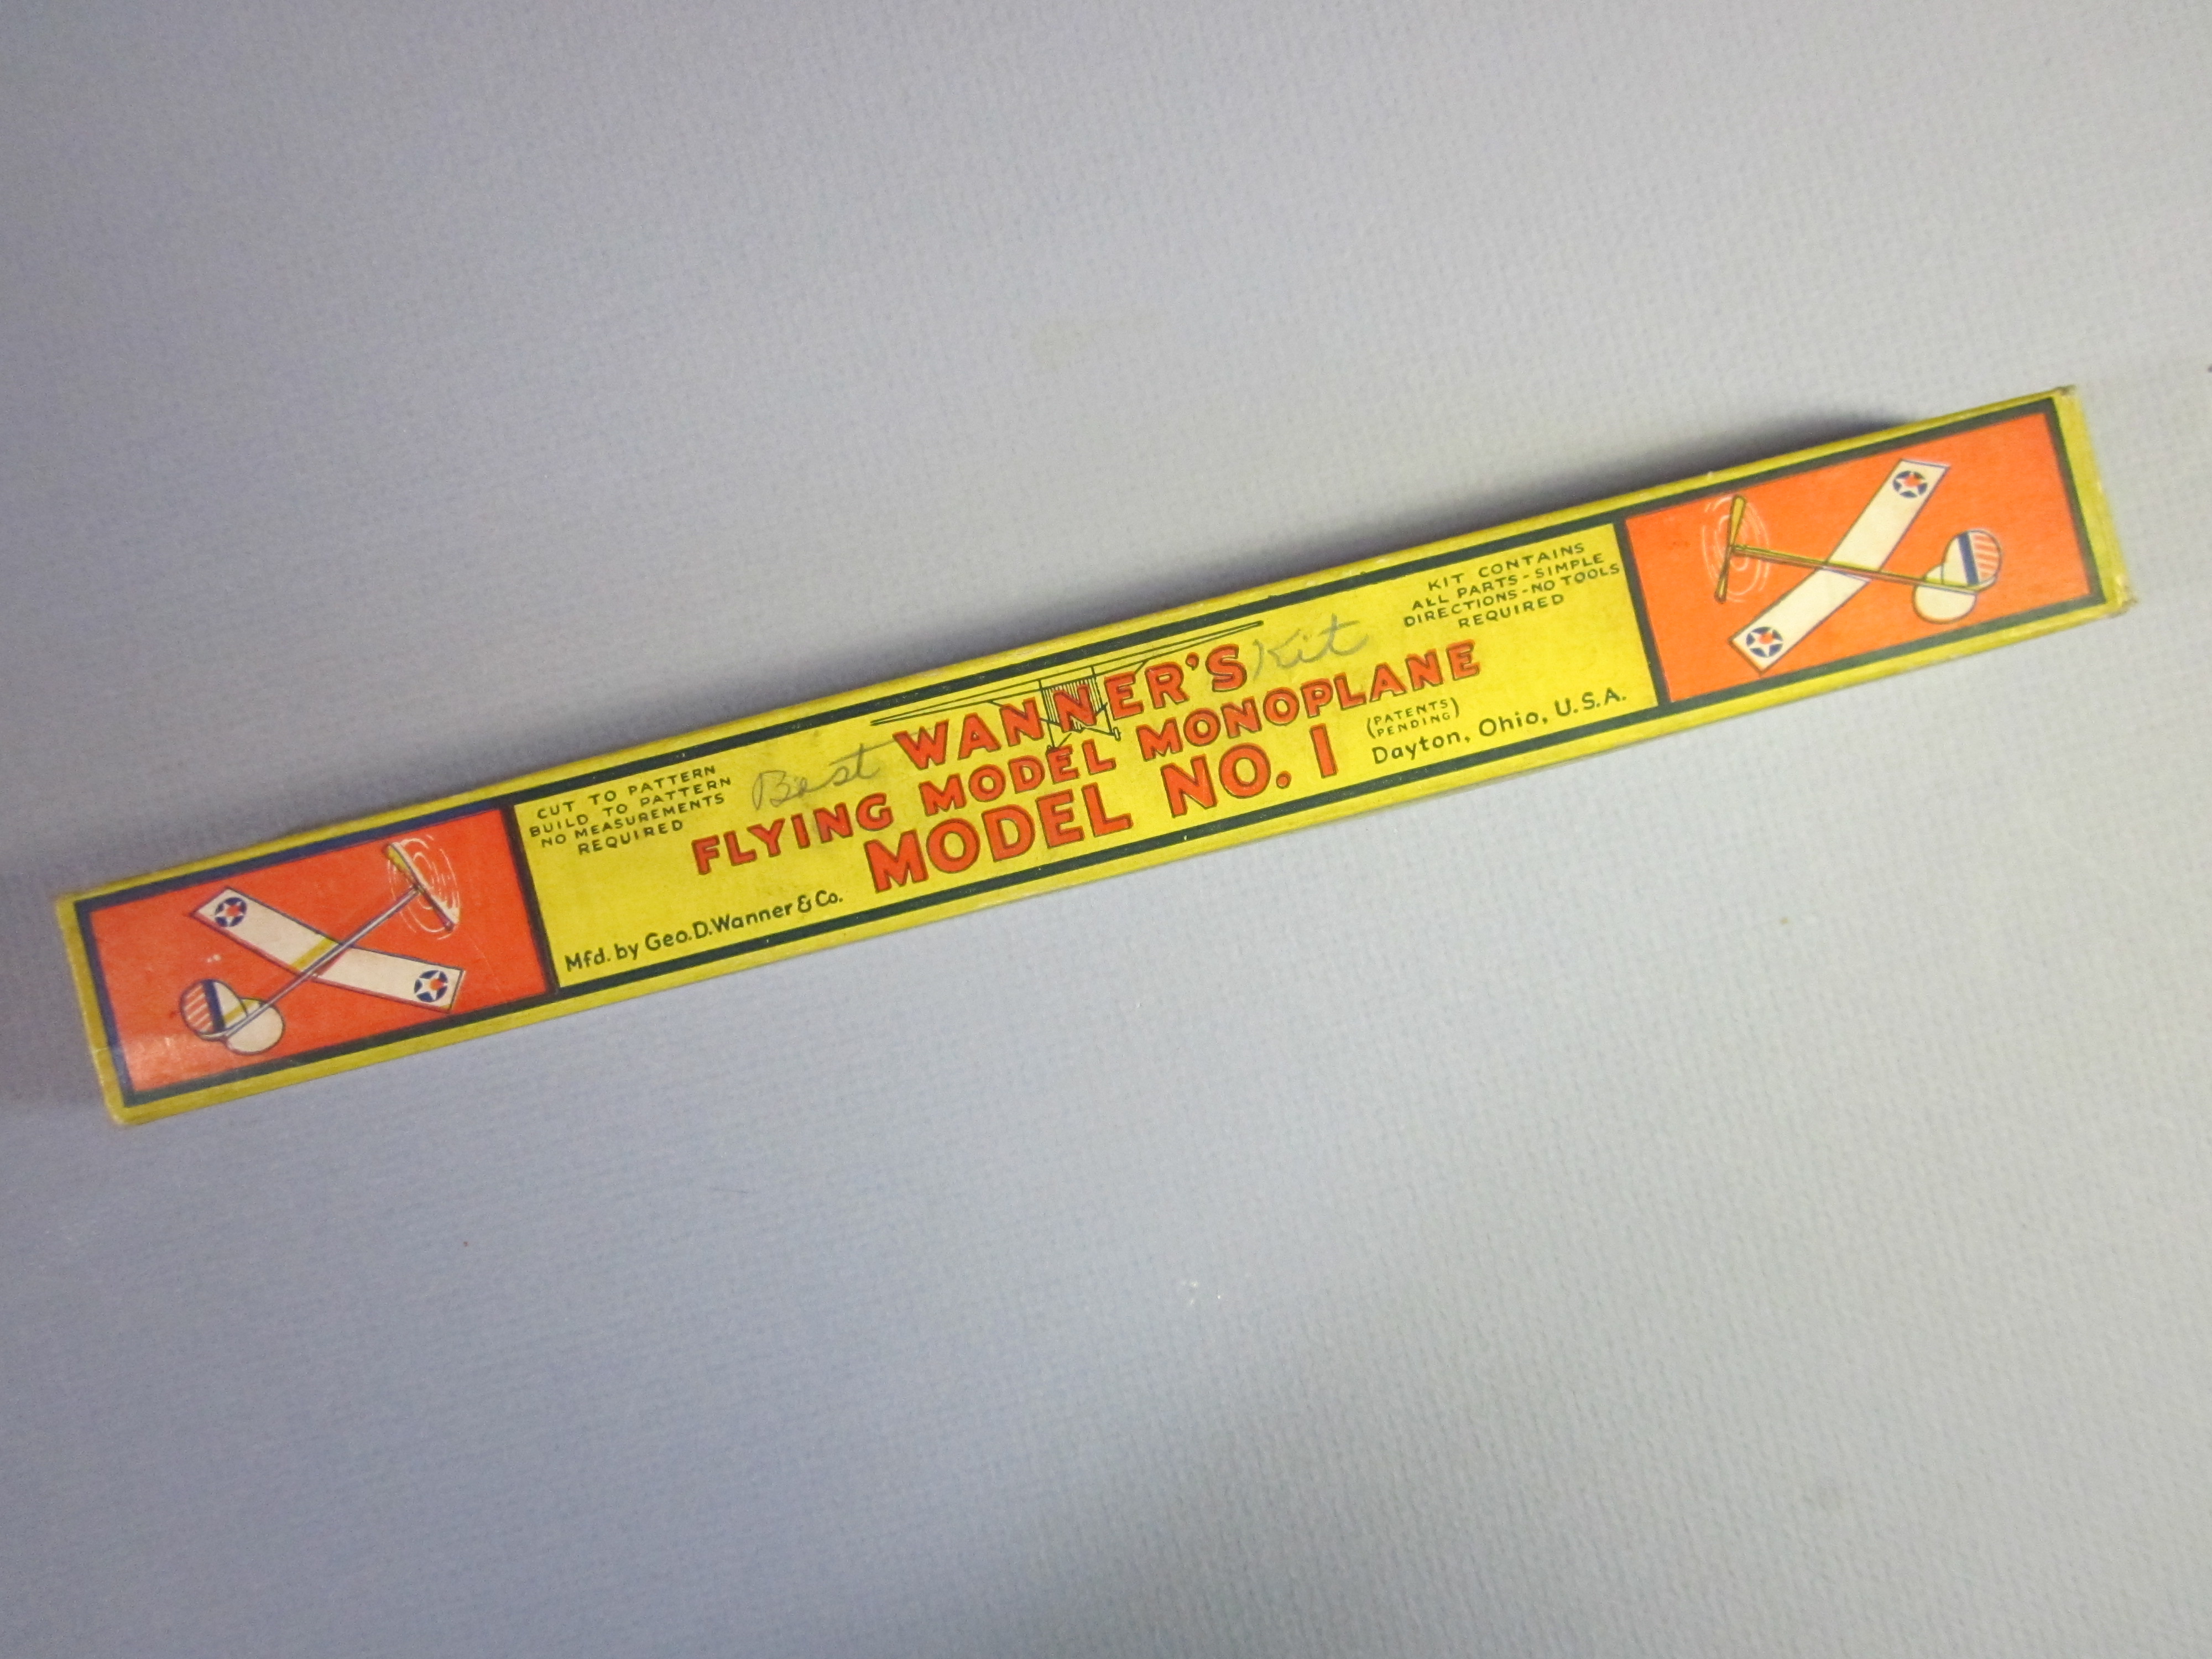 CUT TO PATTERN
BUILD TO PATTERN
NO MEASUREMENTS
REQUIRED
Best WANNER'S Kit
FLYING MODEL MONOPLANE
MODEL NO. 1
KIT CONTAINS
ALL PARTS - SIMPLE
DIRECTIONS - NO TOOLS
REQUIRED
Mfd. by Geo. D. Wanner & Co.
(PATENTS
PENDING)
Dayton, Ohio, U.S.A.